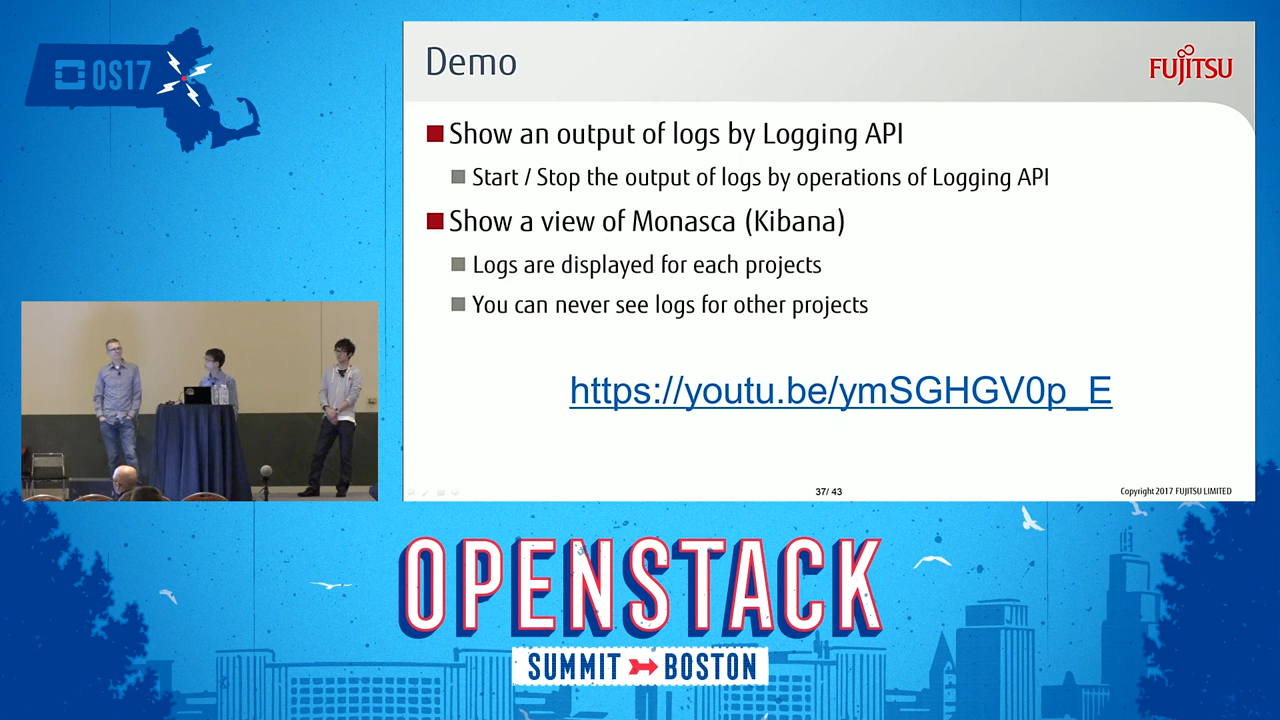 OS17
Demo
FUJITSU
Show an output of logs by Logging API
Start / Stop the output of logs by operations of Logging API
Show a view of Monasca (Kibana)
Logs are displayed for each projects
You can never see logs for other projects
https://youtu.be/ymSGHGV0p_E
37/ 43
Copyright 2017 FUJITSU LIMITED
OPENSTACK
SUMMIT BOSTON